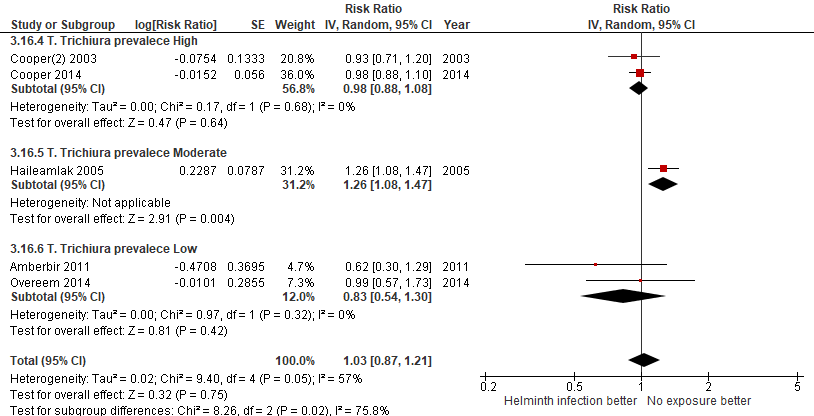 Risk Ratio Risk Ratio
Study or Subgroup log[Risk Ratio] SE Weight IV, Random, 95% CI Year IV, Random, 95% CI
3.16.4 T. Trichiura prevalece High
Cooper(2) 2003 -0.0754 0.1333 20.8% 0.93 [0.71, 1.20] 2003
Cooper 2014 -0.0152 0.056 36.0% 0.98 [0.88, 1.10] 2014
Subtotal (95% CI) 56.8% 0.98 [0.88, 1.08]
Heterogeneity: Tau² = 0.00; Chi² = 0.17, df = 1 (P = 0.68); I² = 0%
Test for overall effect: Z = 0.47 (P = 0.64)
3.16.5 T. Trichiura prevalece Moderate
Haileamlak 2005 0.2287 0.0787 31.2% 1.26 [1.08, 1.47] 2005
Subtotal (95% CI) 31.2% 1.26 [1.08, 1.47]
Heterogeneity: Not applicable
Test for overall effect: Z = 2.91 (P = 0.004)
3.16.6 T. Trichiura prevalece Low
Amberbir 2011 -0.4708 0.3695 4.7% 0.62 [0.30, 1.29] 2011
Overeem 2014 -0.0101 0.2855 7.3% 0.99 [0.57, 1.73] 2014
Subtotal (95% CI) 12.0% 0.83 [0.54, 1.30]
Heterogeneity: Tau² = 0.00; Chi² = 0.97, df = 1 (P = 0.32); I² = 0%
Test for overall effect: Z = 0.81 (P = 0.42)
Total (95% CI) 100.0% 1.03 [0.87, 1.21]
Heterogeneity: Tau² = 0.02; Chi² = 9.40, df = 4 (P = 0.05); I² = 57%
Test for overall effect: Z = 0.32 (P = 0.75)
Test for subgroup differences: Chi² = 8.26, df = 2 (P = 0.02), I² = 75.8%
0.2 0.5 1 2 5
Helminth infection better No exposure better